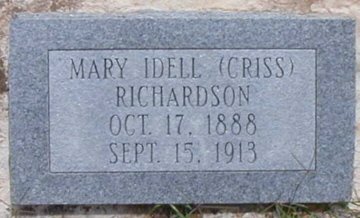 MARY IDELL (CRISS)
RICHARDSON
OCT. 17, 1888
SEPT. 15, 1913